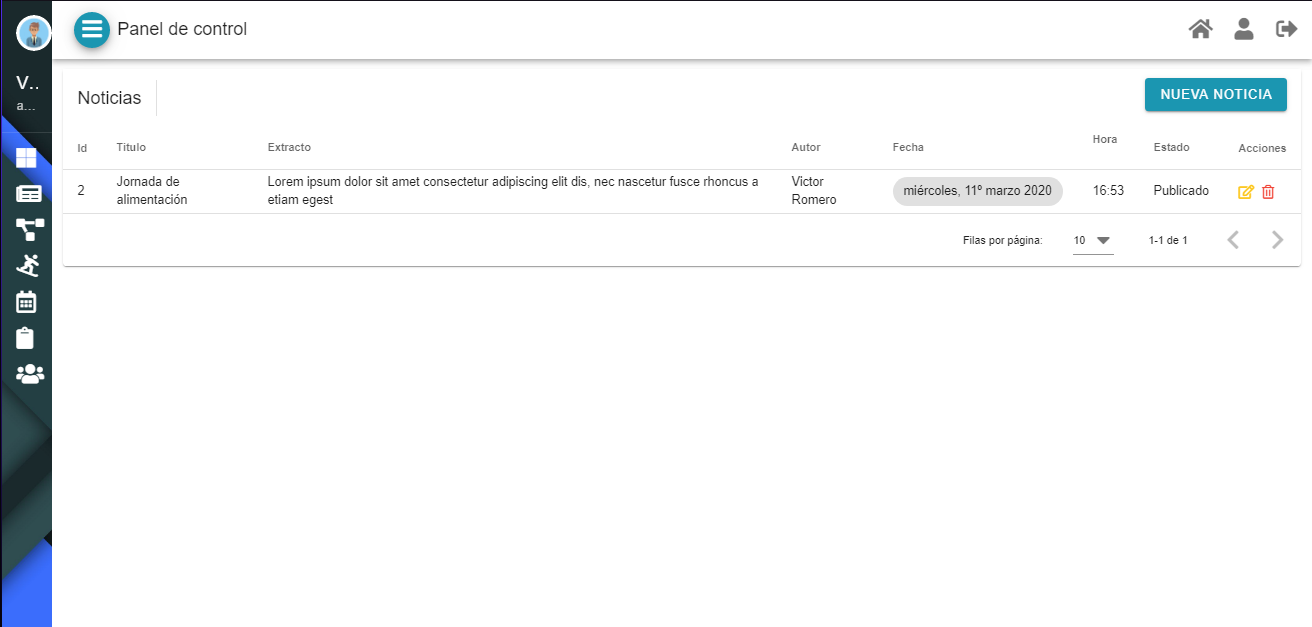 Panel de control
V..
a...
Noticias
NUEVA NOTICIA
Id Titulo Extracto Autor Fecha Hora Estado Acciones
2 Jornada de alimentación Lorem ipsum dolor sit amet consectetur adipiscing elit dis, nec nascetur fusce rhoncus a etiam egest Victor Romero miércoles, 11º marzo 2020 16:53 Publicado
Filas por página: 10 1-1 de 1